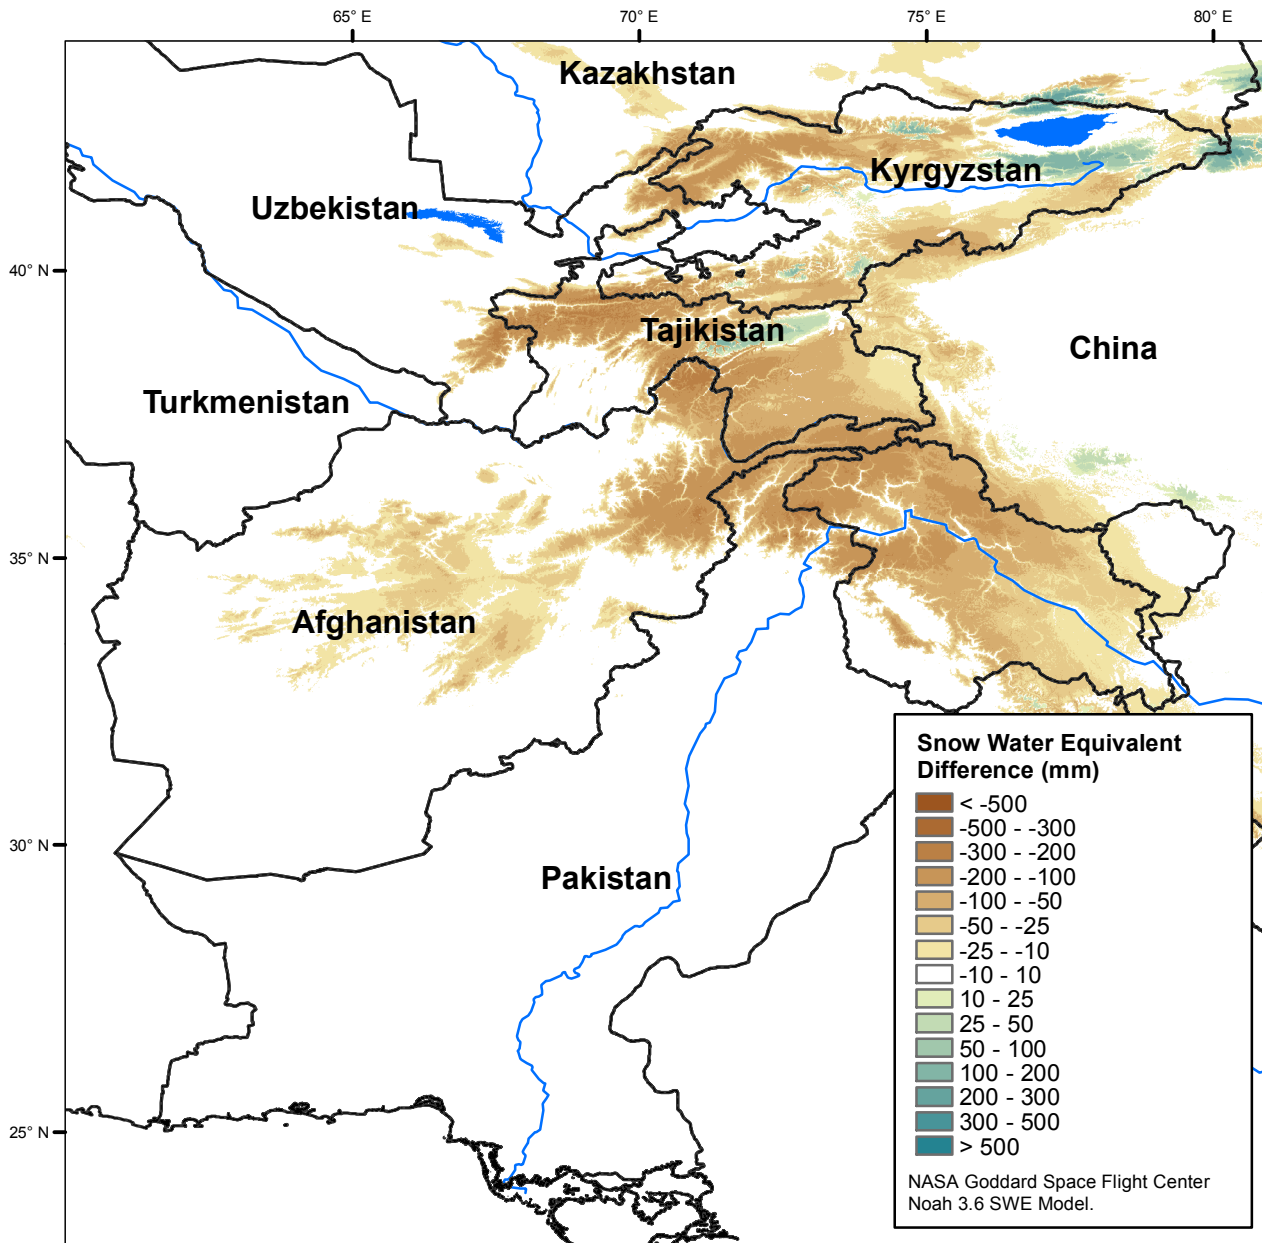 65° E
70° E
75° E
80° E
Kazakhstan
Kyrgyzstan
Uzbekistan
40° N
Tajikistan
China
Turkmenistan
35° N
Afghanistan
Snow Water Equivalent
Difference (mm)
< -500
-500 - -300
-300 - -200
-200 - -100
-100 - -50
-50 - -25
-25 - -10
-10 - 10
10 - 25
25 - 50
50 - 100
100 - 200
200 - 300
300 - 500
> 500
NASA Goddard Space Flight Center
Noah 3.6 SWE Model.
30° N
Pakistan
25° N